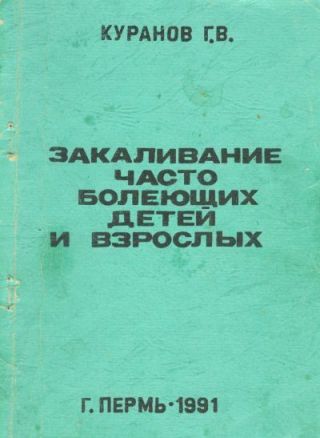 КУРАНОВ Г.В.
ЗАКАЛИВАНИЕ
ЧАСТО
БОЛЕЮЩИХ
ДЕТЕЙ
И ВЗРОСЛЫХ
Г. ПЕРМЬ·1991